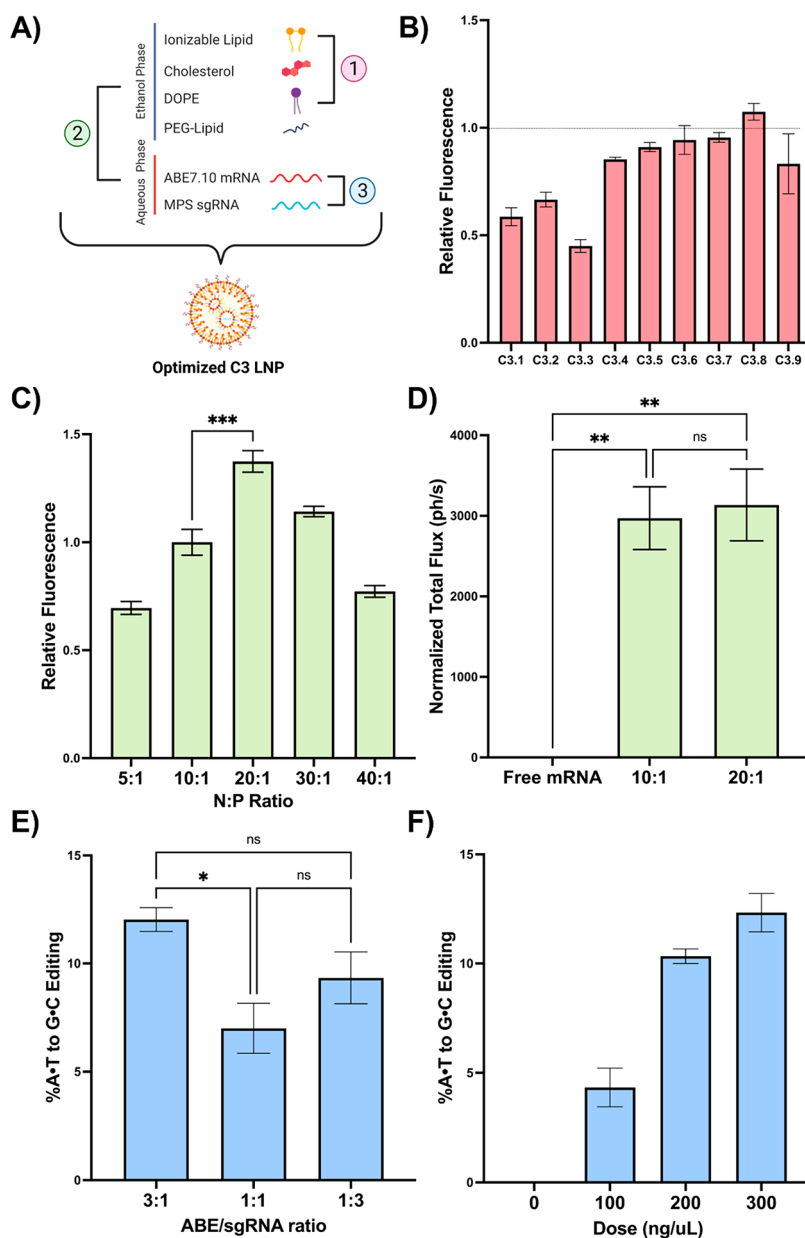 A)
Ethanol Phase
Ionizable Lipid
Cholesterol
DOPE
PEG-Lipid
1
2
Aqueous Phase
ABE7.10 mRNA
MPS sgRNA
3
Optimized C3 LNP
B)
Relative Fluorescence
1.5
1.0
0.5
0.0
C3.1 C3.2 C3.3 C3.4 C3.5 C3.6 C3.7 C3.8 C3.9
C)
Relative Fluorescence
1.5
1.0
0.5
0.0
***
5:1 10:1 20:1 30:1 40:1
N:P Ratio
D)
Normalized Total Flux (ph/s)
4000
3000
2000
1000
0
**
** ns
Free mRNA 10:1 20:1
E)
%A•T to G•C Editing
15
10
5
0
ns
* ns
3:1 1:1 1:3
ABE/sgRNA ratio
F)
%A•T to G•C Editing
15
10
5
0
0 100 200 300
Dose (ng/uL)